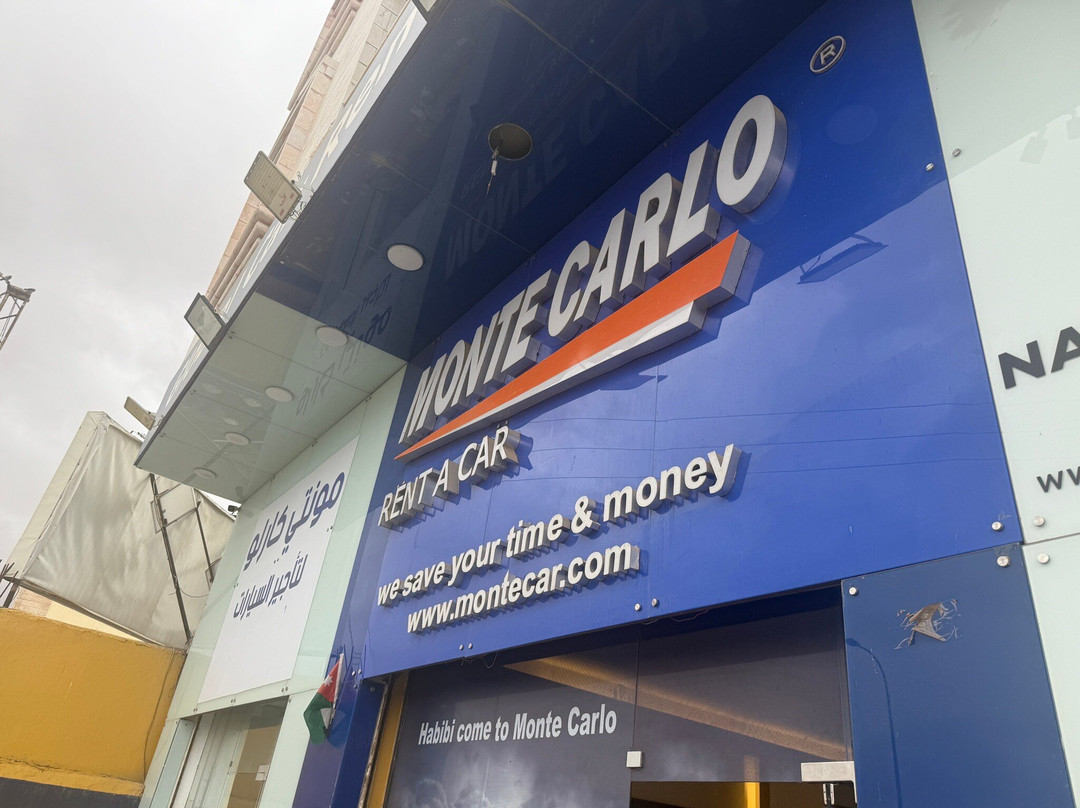 ®
MONTE CARLO
RENT A CAR
we save your time & money
www.montecar.com
Habibi come to Monte Carlo
مونتي كارلو
لتأجير السيارات